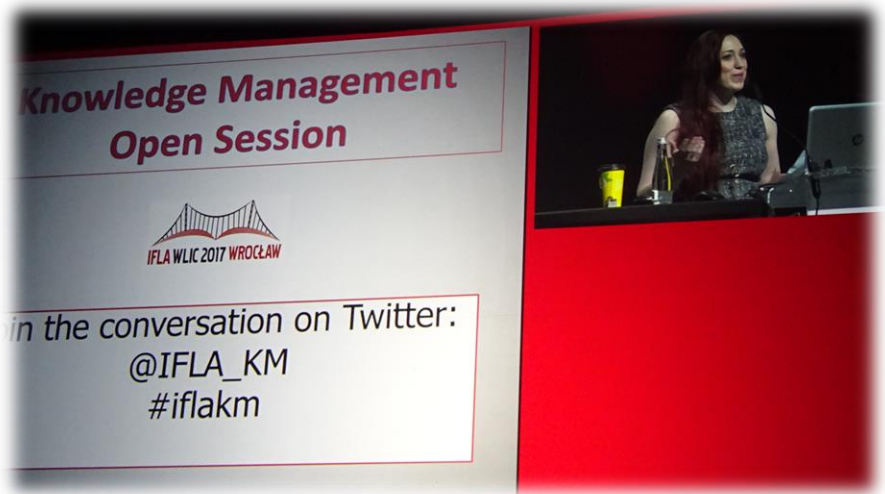 Knowledge Management
Open Session
IFLA WLIC 2017 WROCŁAW
in the conversation on Twitter:
@IFLA_KM
#iflakm